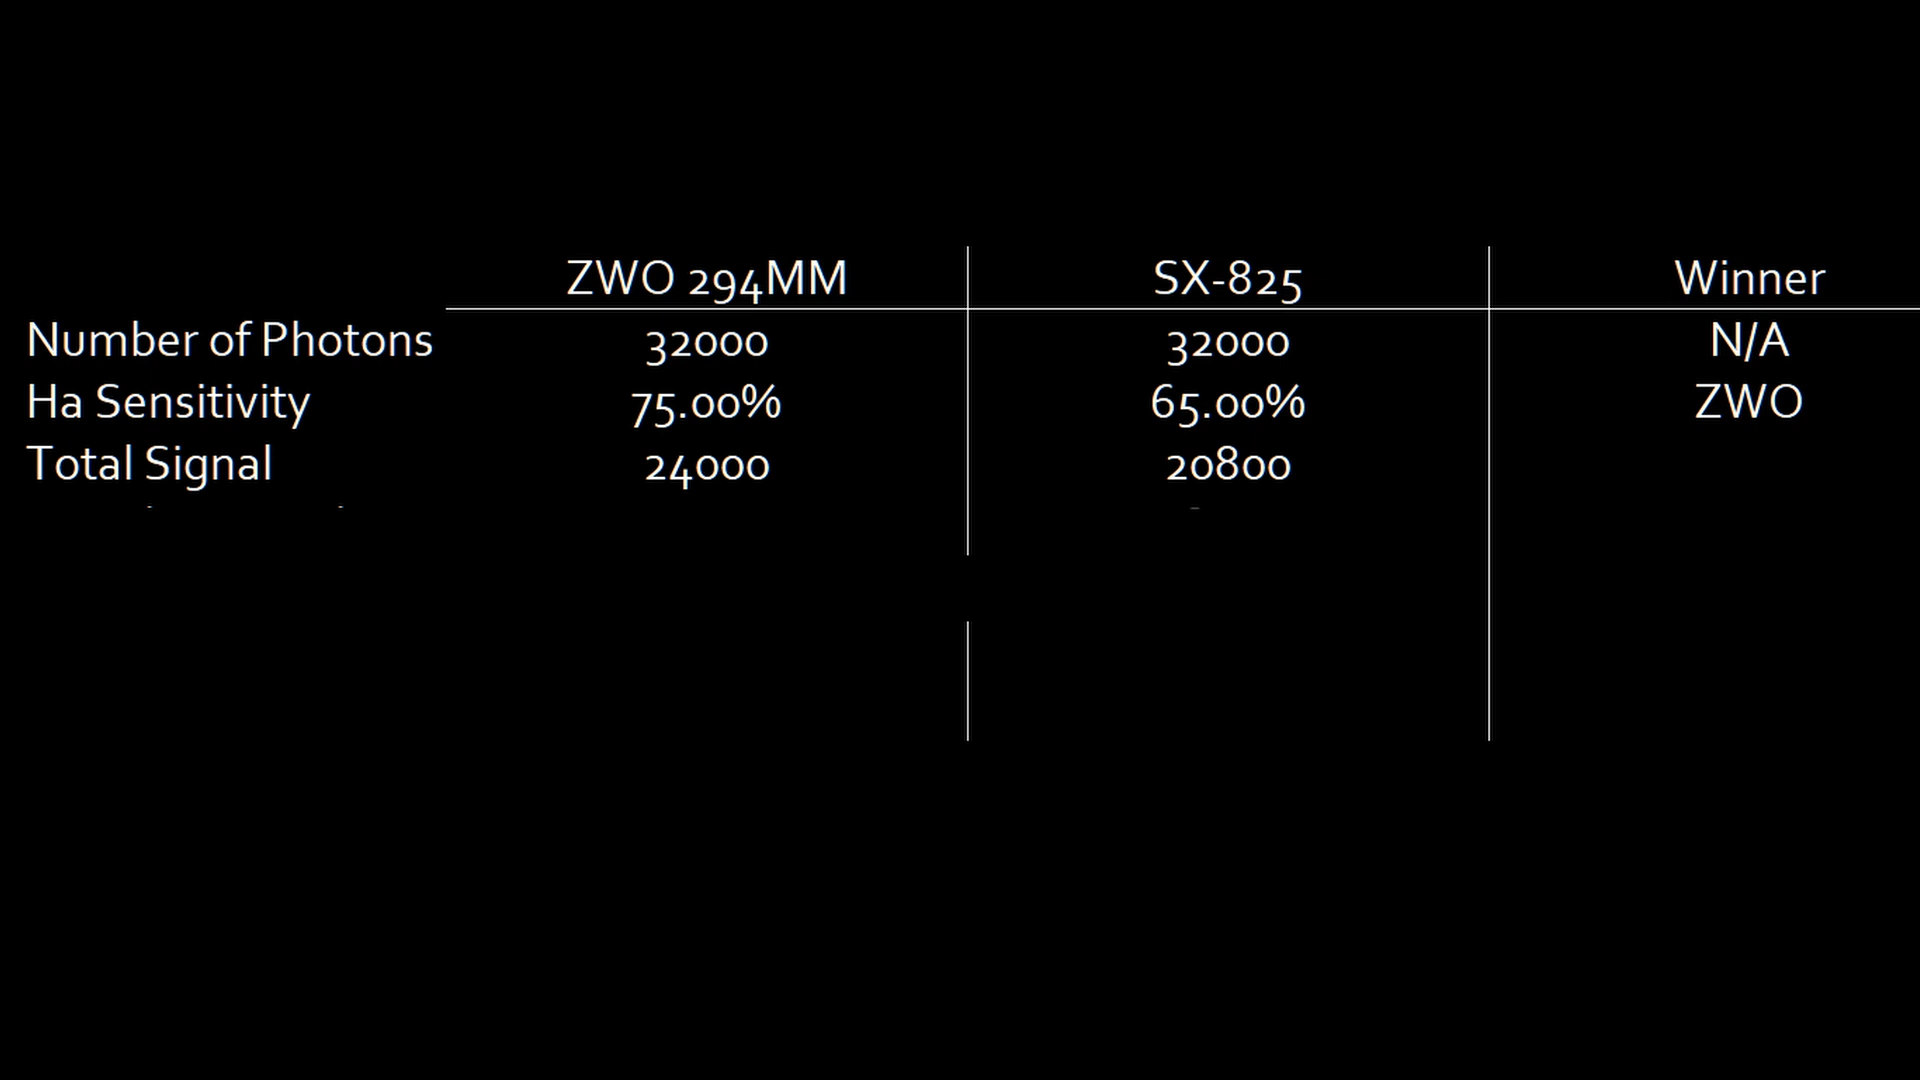 ZWO 294MM SX-825 Winner
Number of Photons 32000 32000 N/A
Ha Sensitivity 75.00% 65.00% ZWO
Total Signal 24000 20800